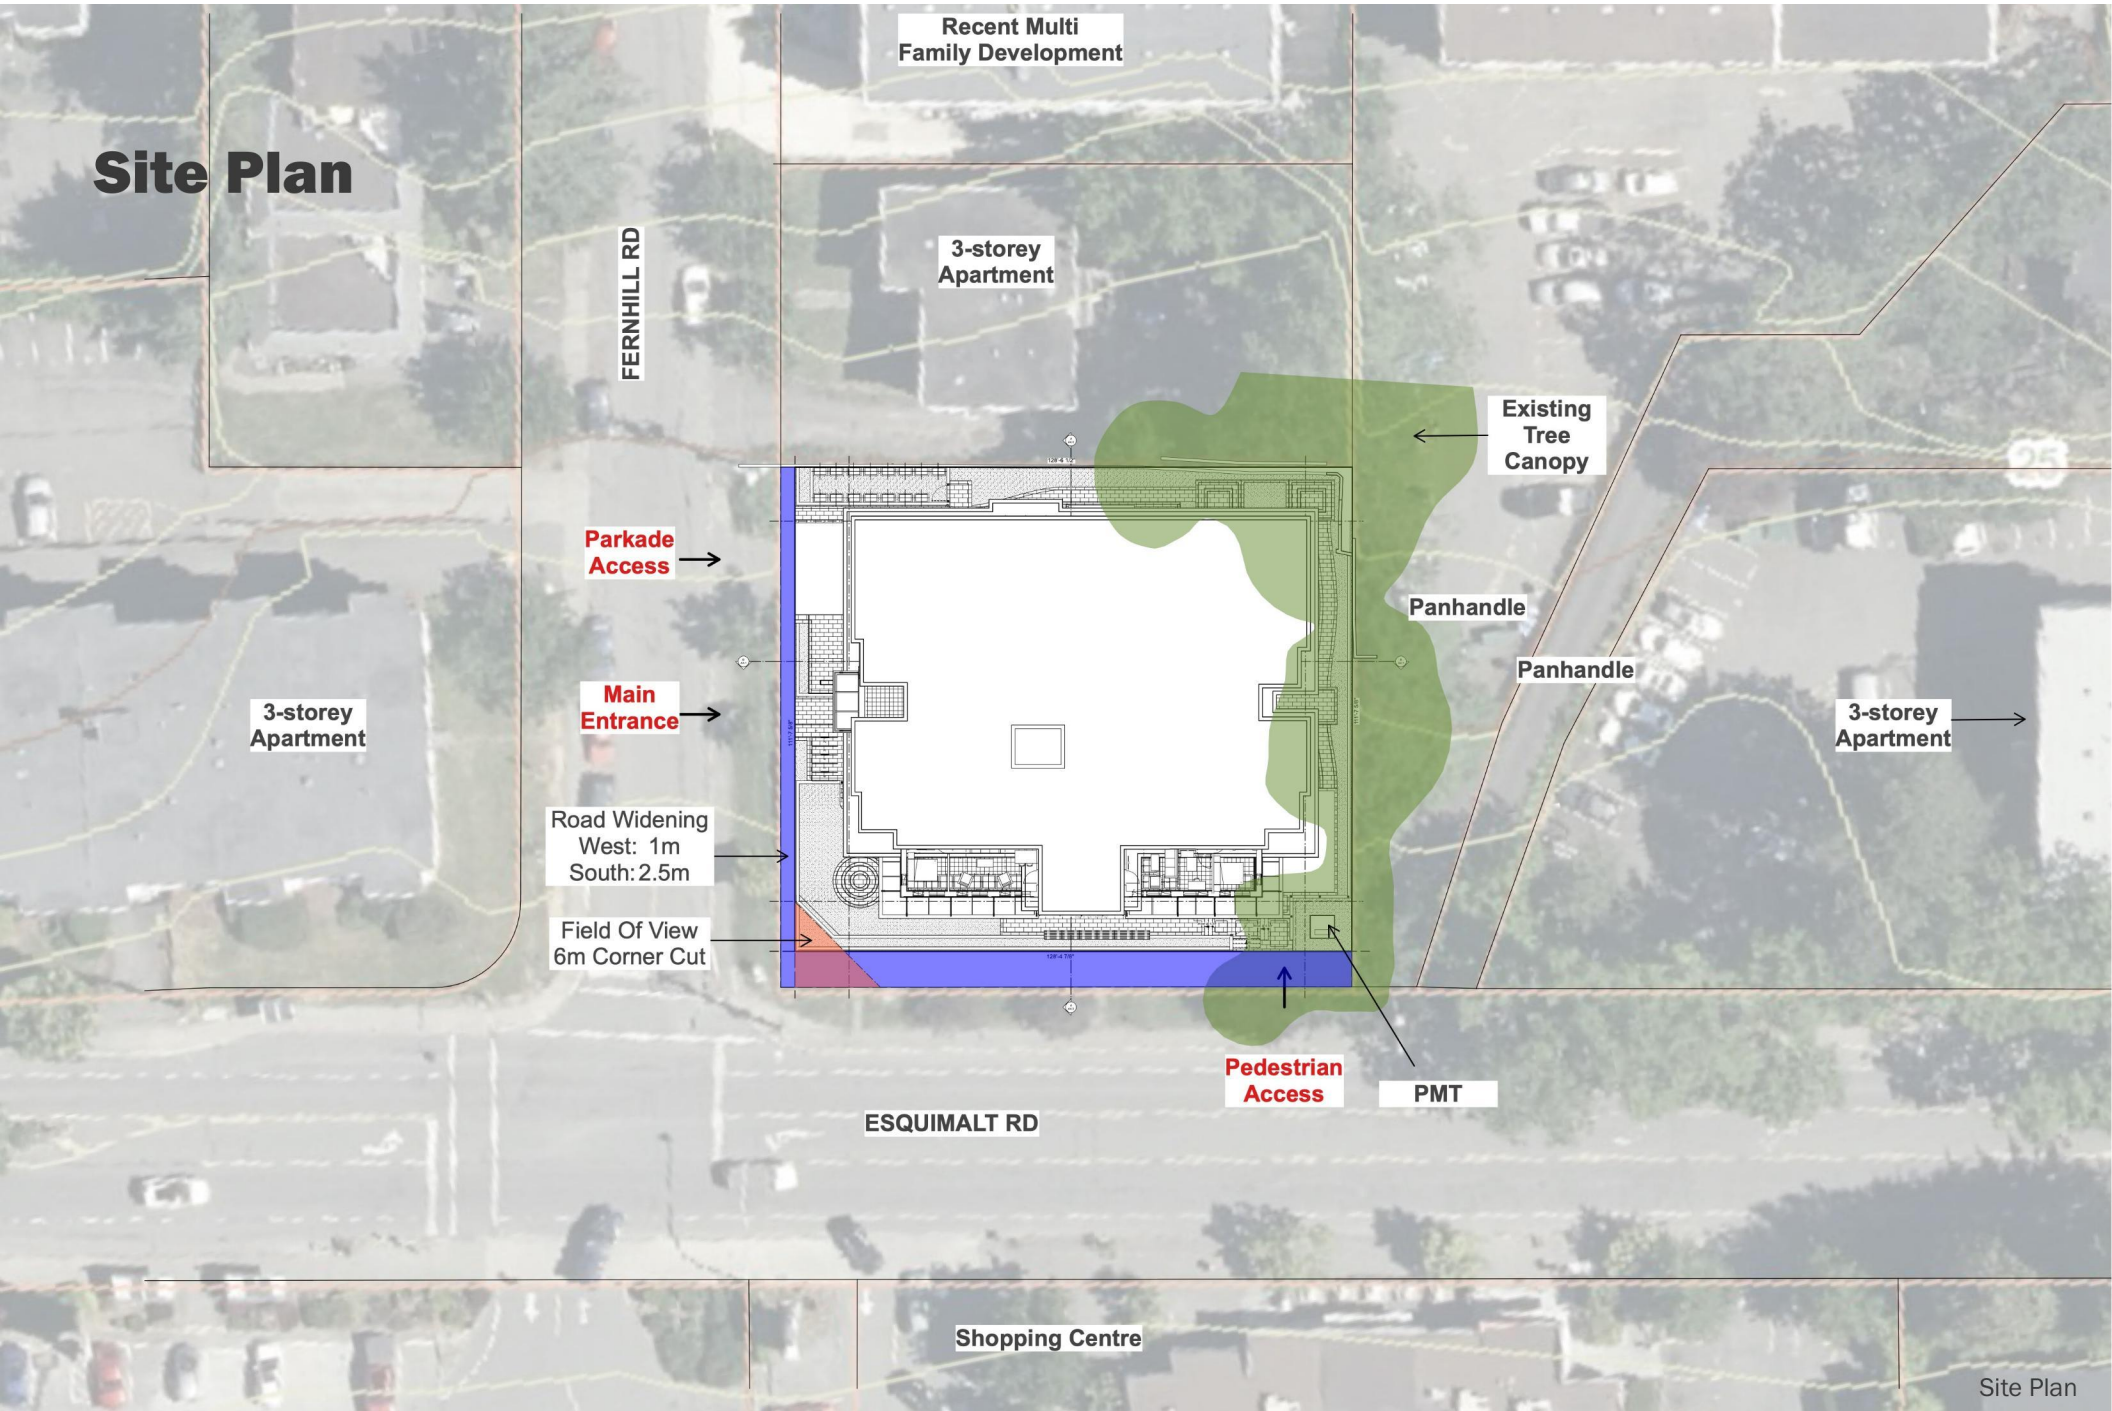 Recent Multi
Family Development
Site Plan
FERNHILL RD
3-storey
Apartment
Existing
Tree
Canopy
25
Parkade
Access
Panhandle
Panhandle
Main
Entrance
3-storey
Apartment
3-storey
Apartment
Road Widening
West: 1m
South: 2.5m
Field Of View
6m Corner Cut
Pedestrian
Access
PMT
ESQUIMALT RD
Shopping Centre
Site Plan